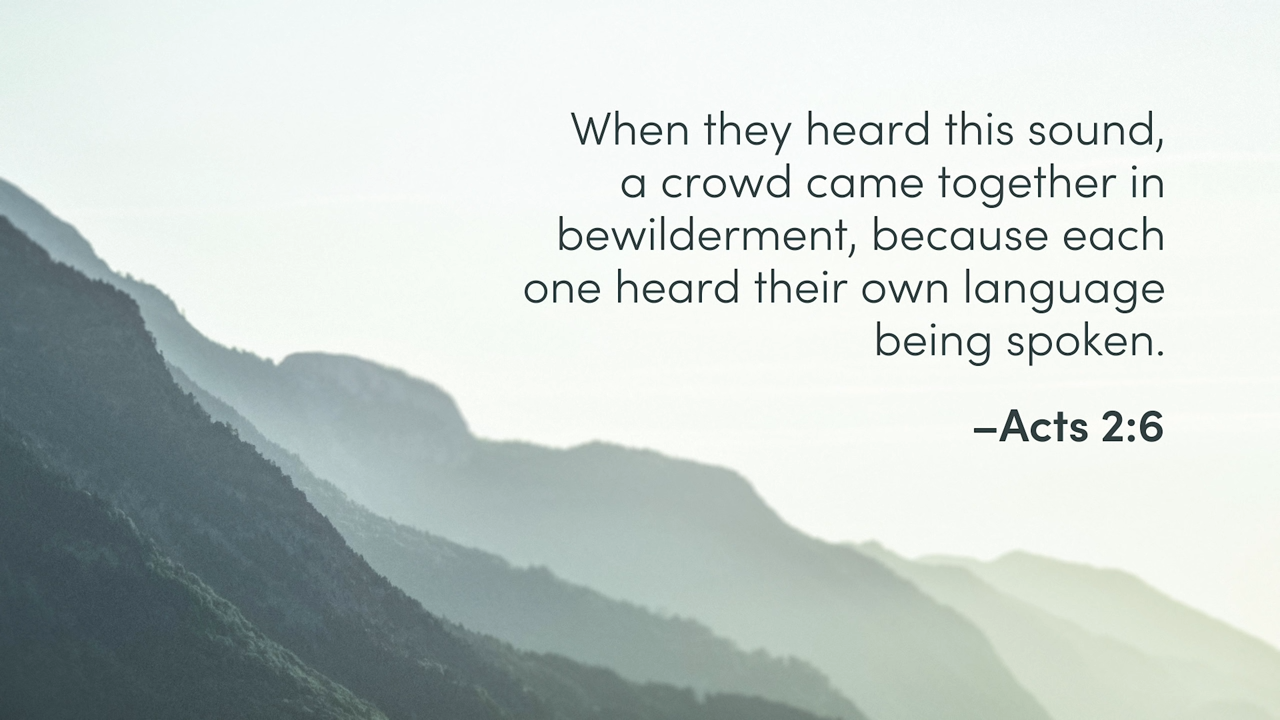 When they heard this sound,
a crowd came together in
bewilderment, because each
one heard their own language
being spoken.
–Acts 2:6